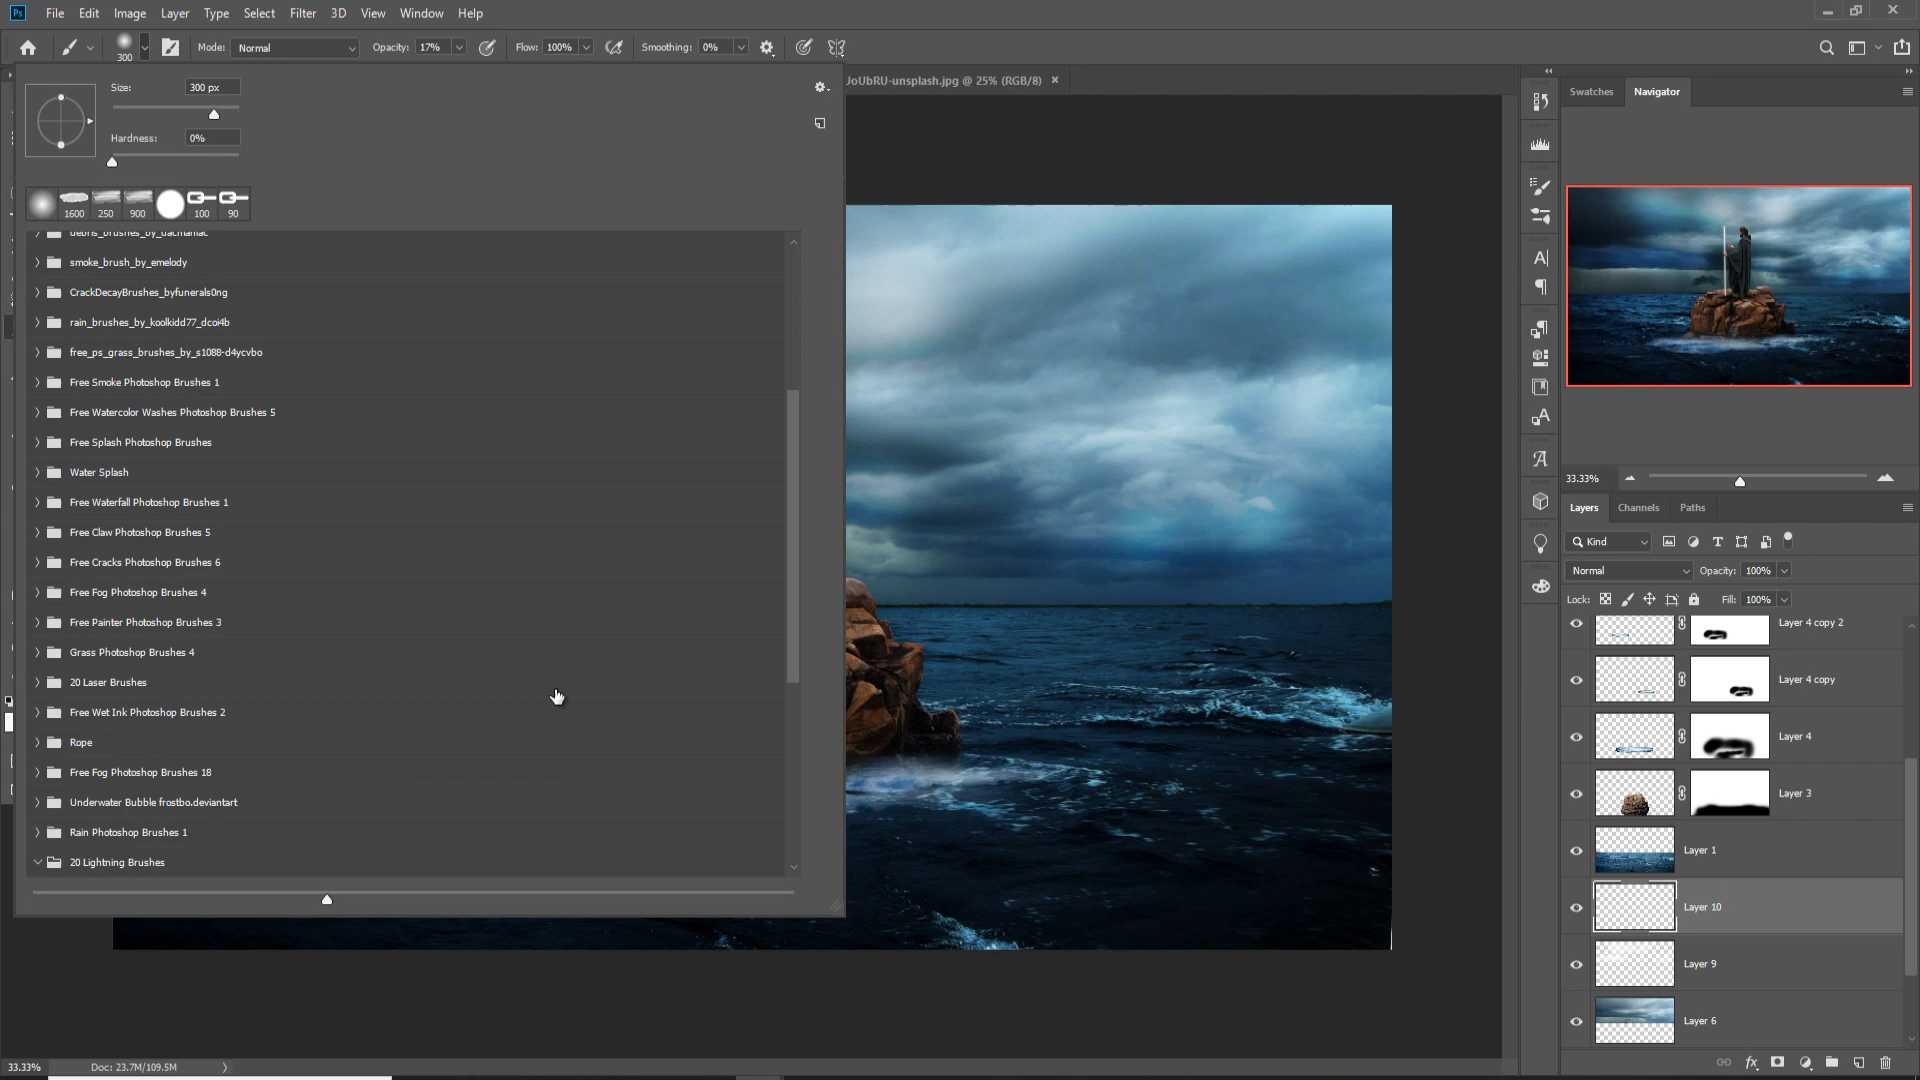 Ps File Edit Image Layer Type Select Filter 3D View Window Help
300 Mode: Normal Opacity: 17% Flow: 100% Smoothing: 0%
JoUbRU-unsplash.jpg @ 25% (RGB/8) ×
Size: 300 px
Hardness: 0%
1600 250 900 100 90
debris_brushes_by_dacmaniac
smoke_brush_by_emelody
CrackDecayBrushes_byfunerals0ng
rain_brushes_by_koolkidd77_dcoi4b
free_ps_grass_brushes_by_s1088-d4ycvbo
Free Smoke Photoshop Brushes 1
Free Watercolor Washes Photoshop Brushes 5
Free Splash Photoshop Brushes
Water Splash
Free Waterfall Photoshop Brushes 1
Free Claw Photoshop Brushes 5
Free Cracks Photoshop Brushes 6
Free Fog Photoshop Brushes 4
Free Painter Photoshop Brushes 3
Grass Photoshop Brushes 4
20 Laser Brushes
Free Wet Ink Photoshop Brushes 2
Rope
Free Fog Photoshop Brushes 18
Underwater Bubble frostbo.deviantart
Rain Photoshop Brushes 1
20 Lightning Brushes
33.33% Doc: 23.7M/109.5M
Swatches Navigator
33.33%
Layers Channels Paths
Kind
Normal Opacity: 100%
Lock: Fill: 100%
Layer 4 copy 2
Layer 4 copy
Layer 4
Layer 3
Layer 1
Layer 10
Layer 9
Layer 6
fx